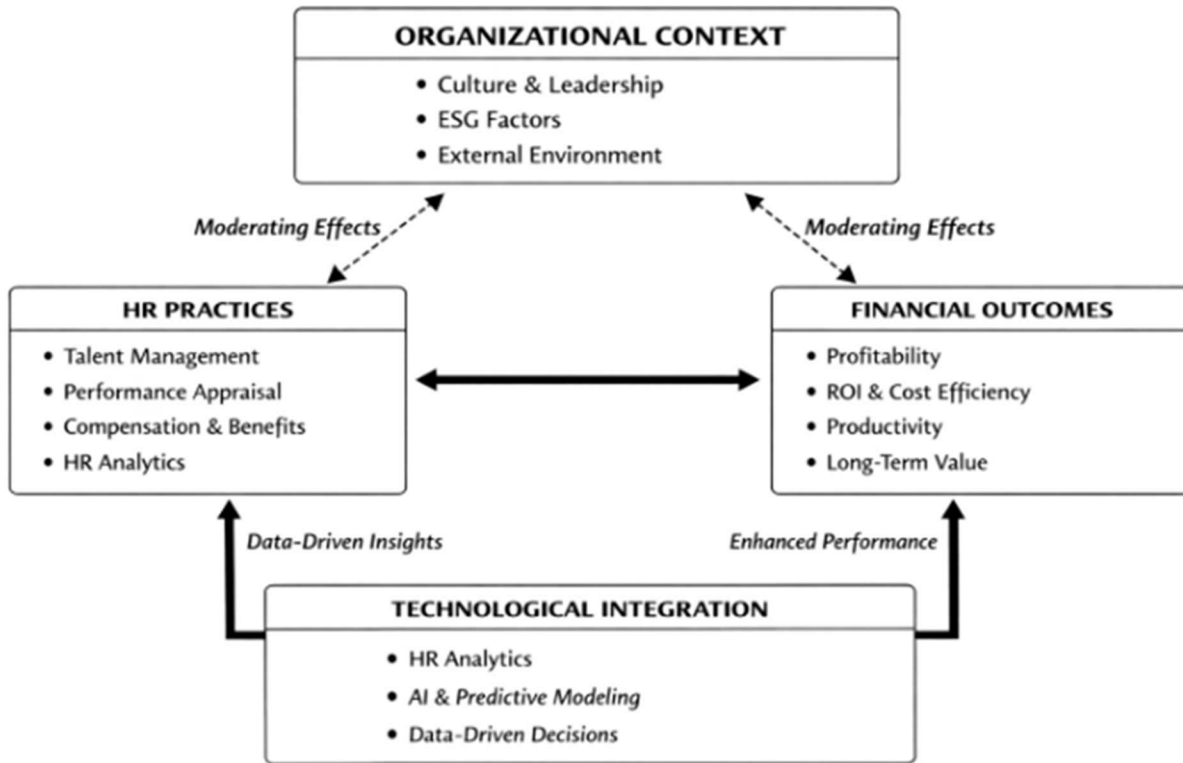 ORGANIZATIONAL CONTEXT
• Culture & Leadership
• ESG Factors
• External Environment
Moderating Effects
Moderating Effects
HR PRACTICES
• Talent Management
• Performance Appraisal
• Compensation & Benefits
• HR Analytics
FINANCIAL OUTCOMES
• Profitability
• ROI & Cost Efficiency
• Productivity
• Long-Term Value
Data-Driven Insights
Enhanced Performance
TECHNOLOGICAL INTEGRATION
• HR Analytics
• AI & Predictive Modeling
• Data-Driven Decisions